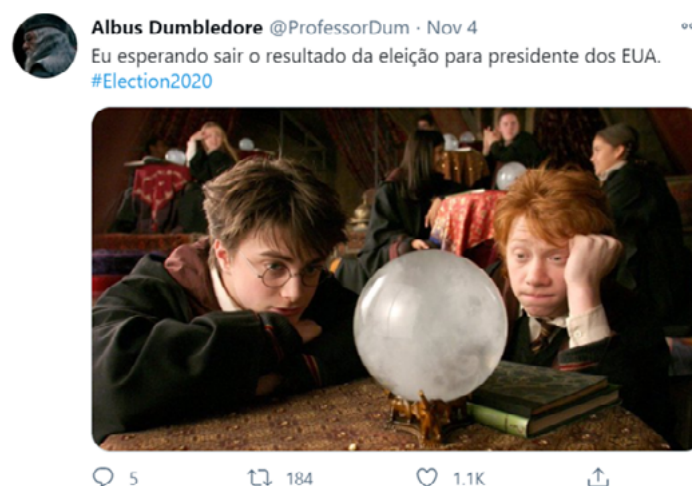 Albus Dumbledore @ProfessorDum · Nov 4
Eu esperando sair o resultado da eleição para presidente dos EUA.
#Election2020
5 184 1.1K